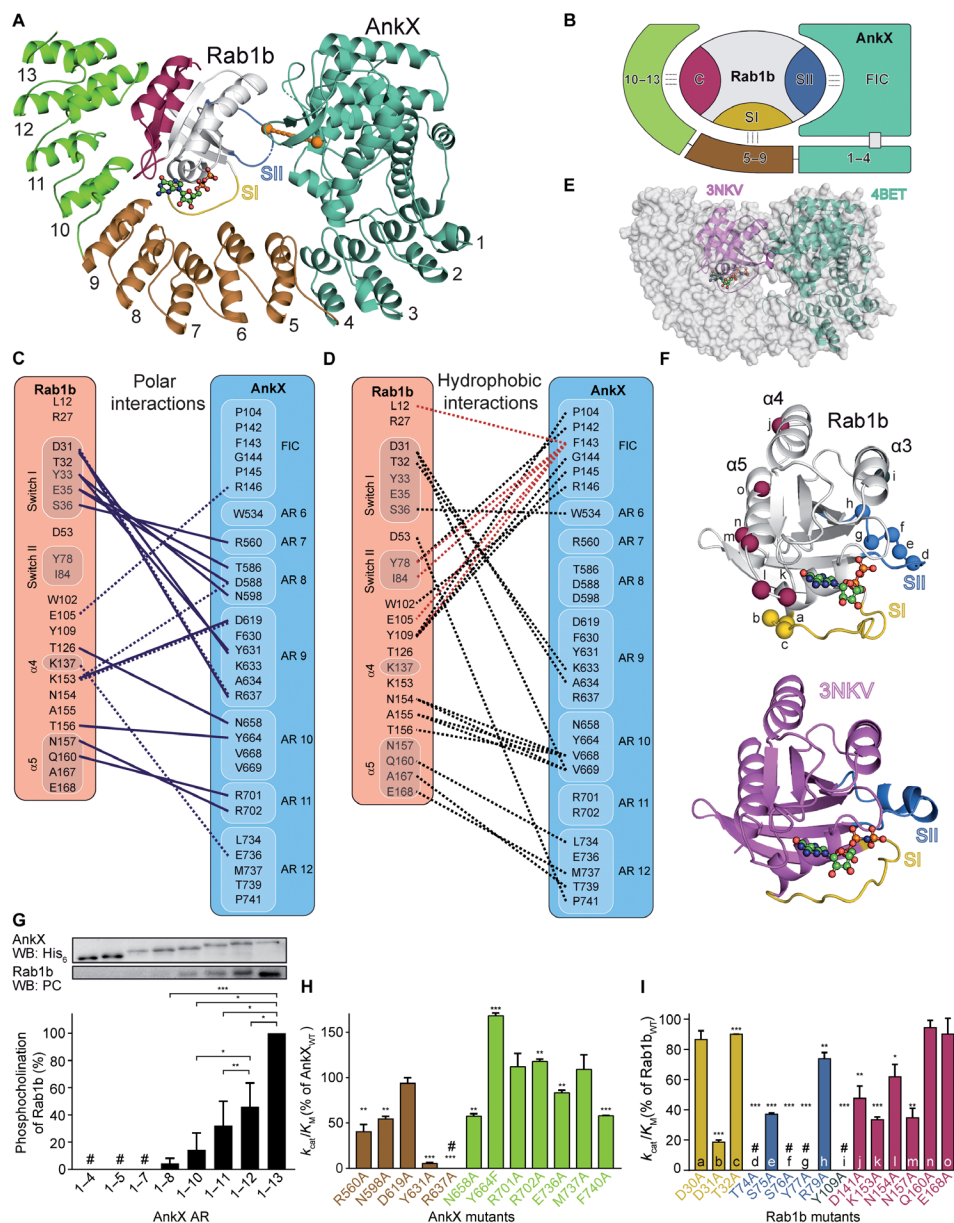 A
Rab1b
AnkX
13
12
11
10
9
8
7
6
5
4
3
2
1
SI
SII
B
AnkX
10–13
C
Rab1b
SII
FIC
SI
5–9
1–4
E
3NKV
4BET
C
Rab1b
Polar interactions
AnkX
L12
R27
Switch I
D31
T32
Y33
E35
S36
D53
Switch II
Y78
I84
W102
E105
Y109
T126
α4
K137
K153
N154
A155
T156
α5
N157
Q160
A167
E168
P104
P142
F143
G144
P145
R146
FIC
W534
AR 6
R560
AR 7
T586
D588
N598
AR 8
D619
F630
Y631
K633
A634
R637
AR 9
N658
Y664
V668
V669
AR 10
R701
R702
AR 11
L734
E736
M737
T739
P741
AR 12
D
Rab1b
Hydrophobic interactions
AnkX
L12
R27
Switch I
D31
T32
Y33
E35
S36
D53
Switch II
Y78
I84
W102
E105
Y109
T126
α4
K137
K153
N154
A155
T156
α5
N157
Q160
A167
E168
P104
P142
F143
G144
P145
R146
FIC
W534
AR 6
R560
AR 7
T586
D588
D598
AR 8
D619
F630
Y631
K633
A634
R637
AR 9
N658
Y664
V668
V669
AR 10
R701
R702
AR 11
L734
E736
M737
T739
P741
AR 12
F
α4
Rab1b
j
α3
α5
i
o
h
n
m
g
f
e
d
l
k
SII
a
b
c
SI
3NKV
SII
SI
G
AnkX
WB: His6
Rab1b
WB: PC
***
*
*
*
*
**
Phosphocholination
of Rab1b (%)
100
80
60
40
20
0
# # #
1–4 1–5 1–7 1–8 1–10 1–11 1–12 1–13
AnkX AR
H
kcat/KM (% of AnkXWT)
150
100
50
0
** ** *** # *** ** *** ** ** ***
R560A N598A D619A Y631A R637A N658A Y664F R701A R702A E736A M737A F740A
AnkX mutants
I
kcat/KM (% of Rab1bWT)
100
80
60
40
20
0
*** *** *** *** *** *** ** *** ** *** * **
# # # #
a b c d e f g h i j k l m n o
D30A D31A T32A T74A S75A S76A Y77A R79A Y109A D141A K153A N154A N157A Q160A E168A
Rab1b mutants